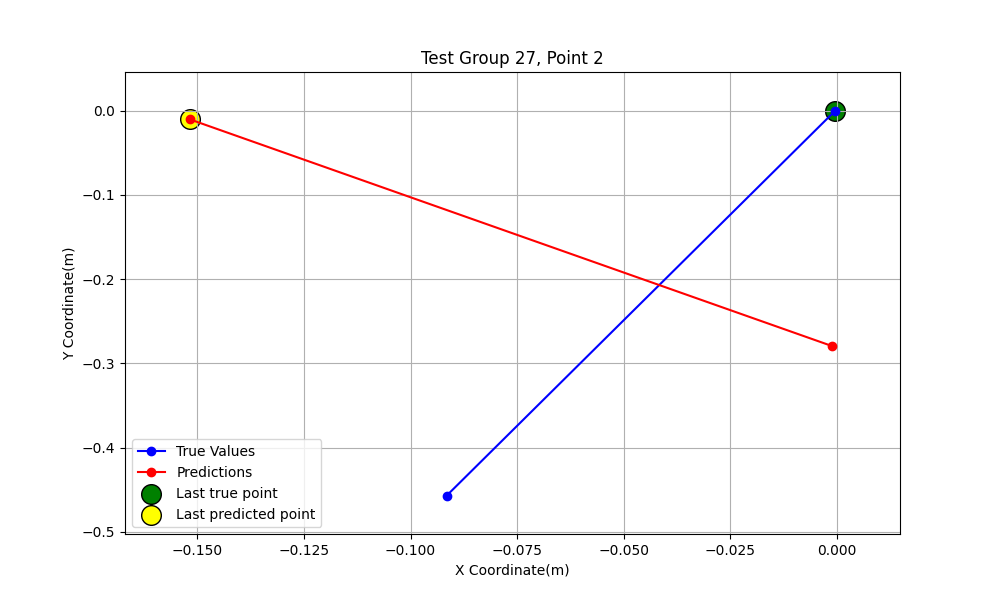 Test Group 27, Point 2
0.0
−0.1
−0.2
−0.3
−0.4
−0.5
Y Coordinate(m)
True Values
Predictions
Last true point
Last predicted point
−0.150 −0.125 −0.100 −0.075 −0.050 −0.025 0.000
X Coordinate(m)